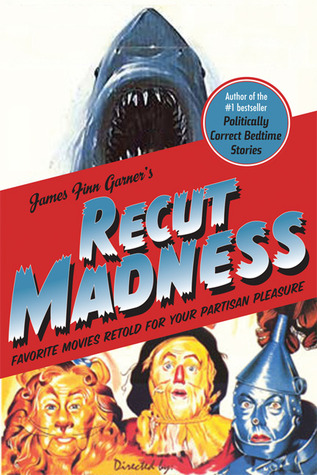 Author of the
#1 bestseller
Politically
Correct Bedtime
Stories
James Finn Garner's
RECUT
MADNESS
FAVORITE MOVIES RETOLD FOR YOUR PARTISAN PLEASURE
Directed by